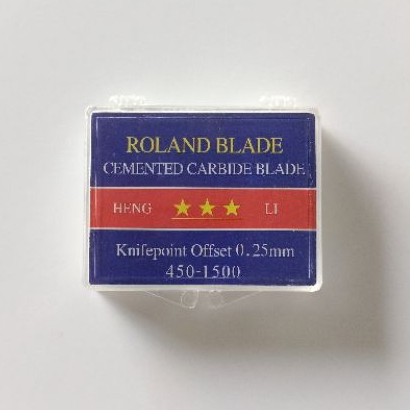 ROLAND BLADE
CEMENTED CARBIDE BLADE
HENG ★★★ LI
Knifepoint Offset 0.25mm
450-1500